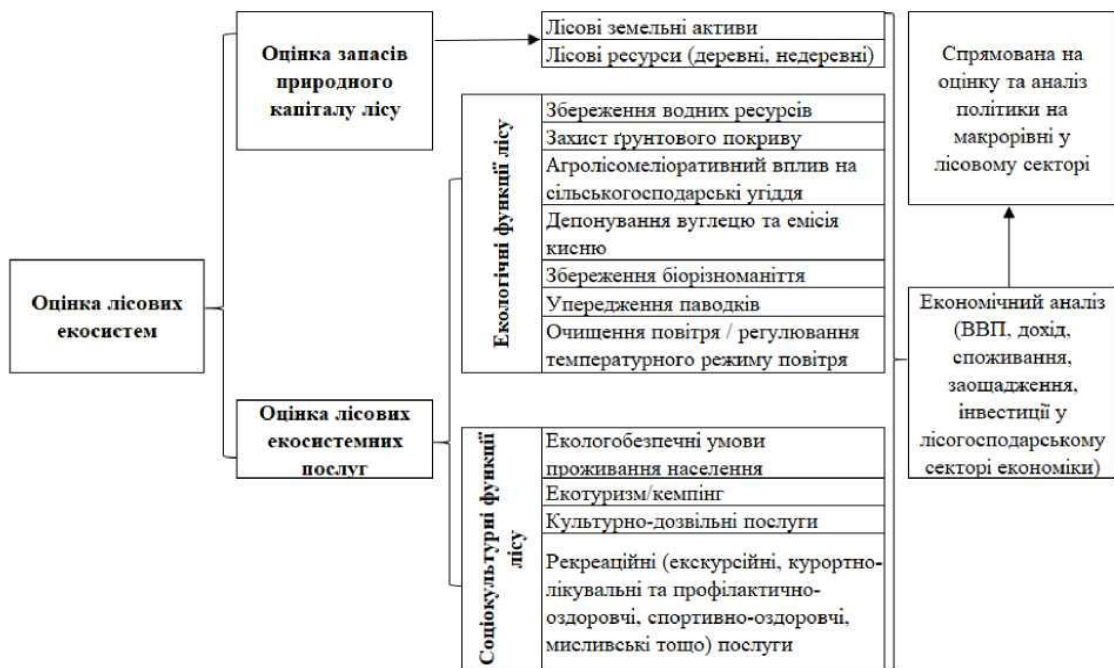 Оцінка лісових
екосистем
Оцінка запасів
природного
капіталу лісу
Лісові земельні активи
Лісові ресурси (деревні, недеревні)
Оцінка лісових
екосистемних
послуг
Екологічні функції лісу
Збереження водних ресурсів
Захист ґрунтового покриву
Агролісомеліоративний вплив на
сільськогосподарські угіддя
Депонування вуглецю та емісія
кисню
Збереження біорізноманіття
Упередження паводків
Очищення повітря / регулювання
температурного режиму повітря
Соціокультурні функції
лісу
Екологобезпечні умови
проживання населення
Екотуризм/кемпінг
Культурно-дозвільні послуги
Рекреаційні (екскурсійні, курортно-
лікувальні та профілактично-
оздоровчі, спортивно-оздоровчі,
мисливські тощо) послуги
Спрямована на
оцінку та аналіз
політики на
макрорівні у
лісовому секторі
Економічний аналіз
(ВВП, дохід,
споживання,
заощадження,
інвестиції у
лісогосподарському
секторі економіки)